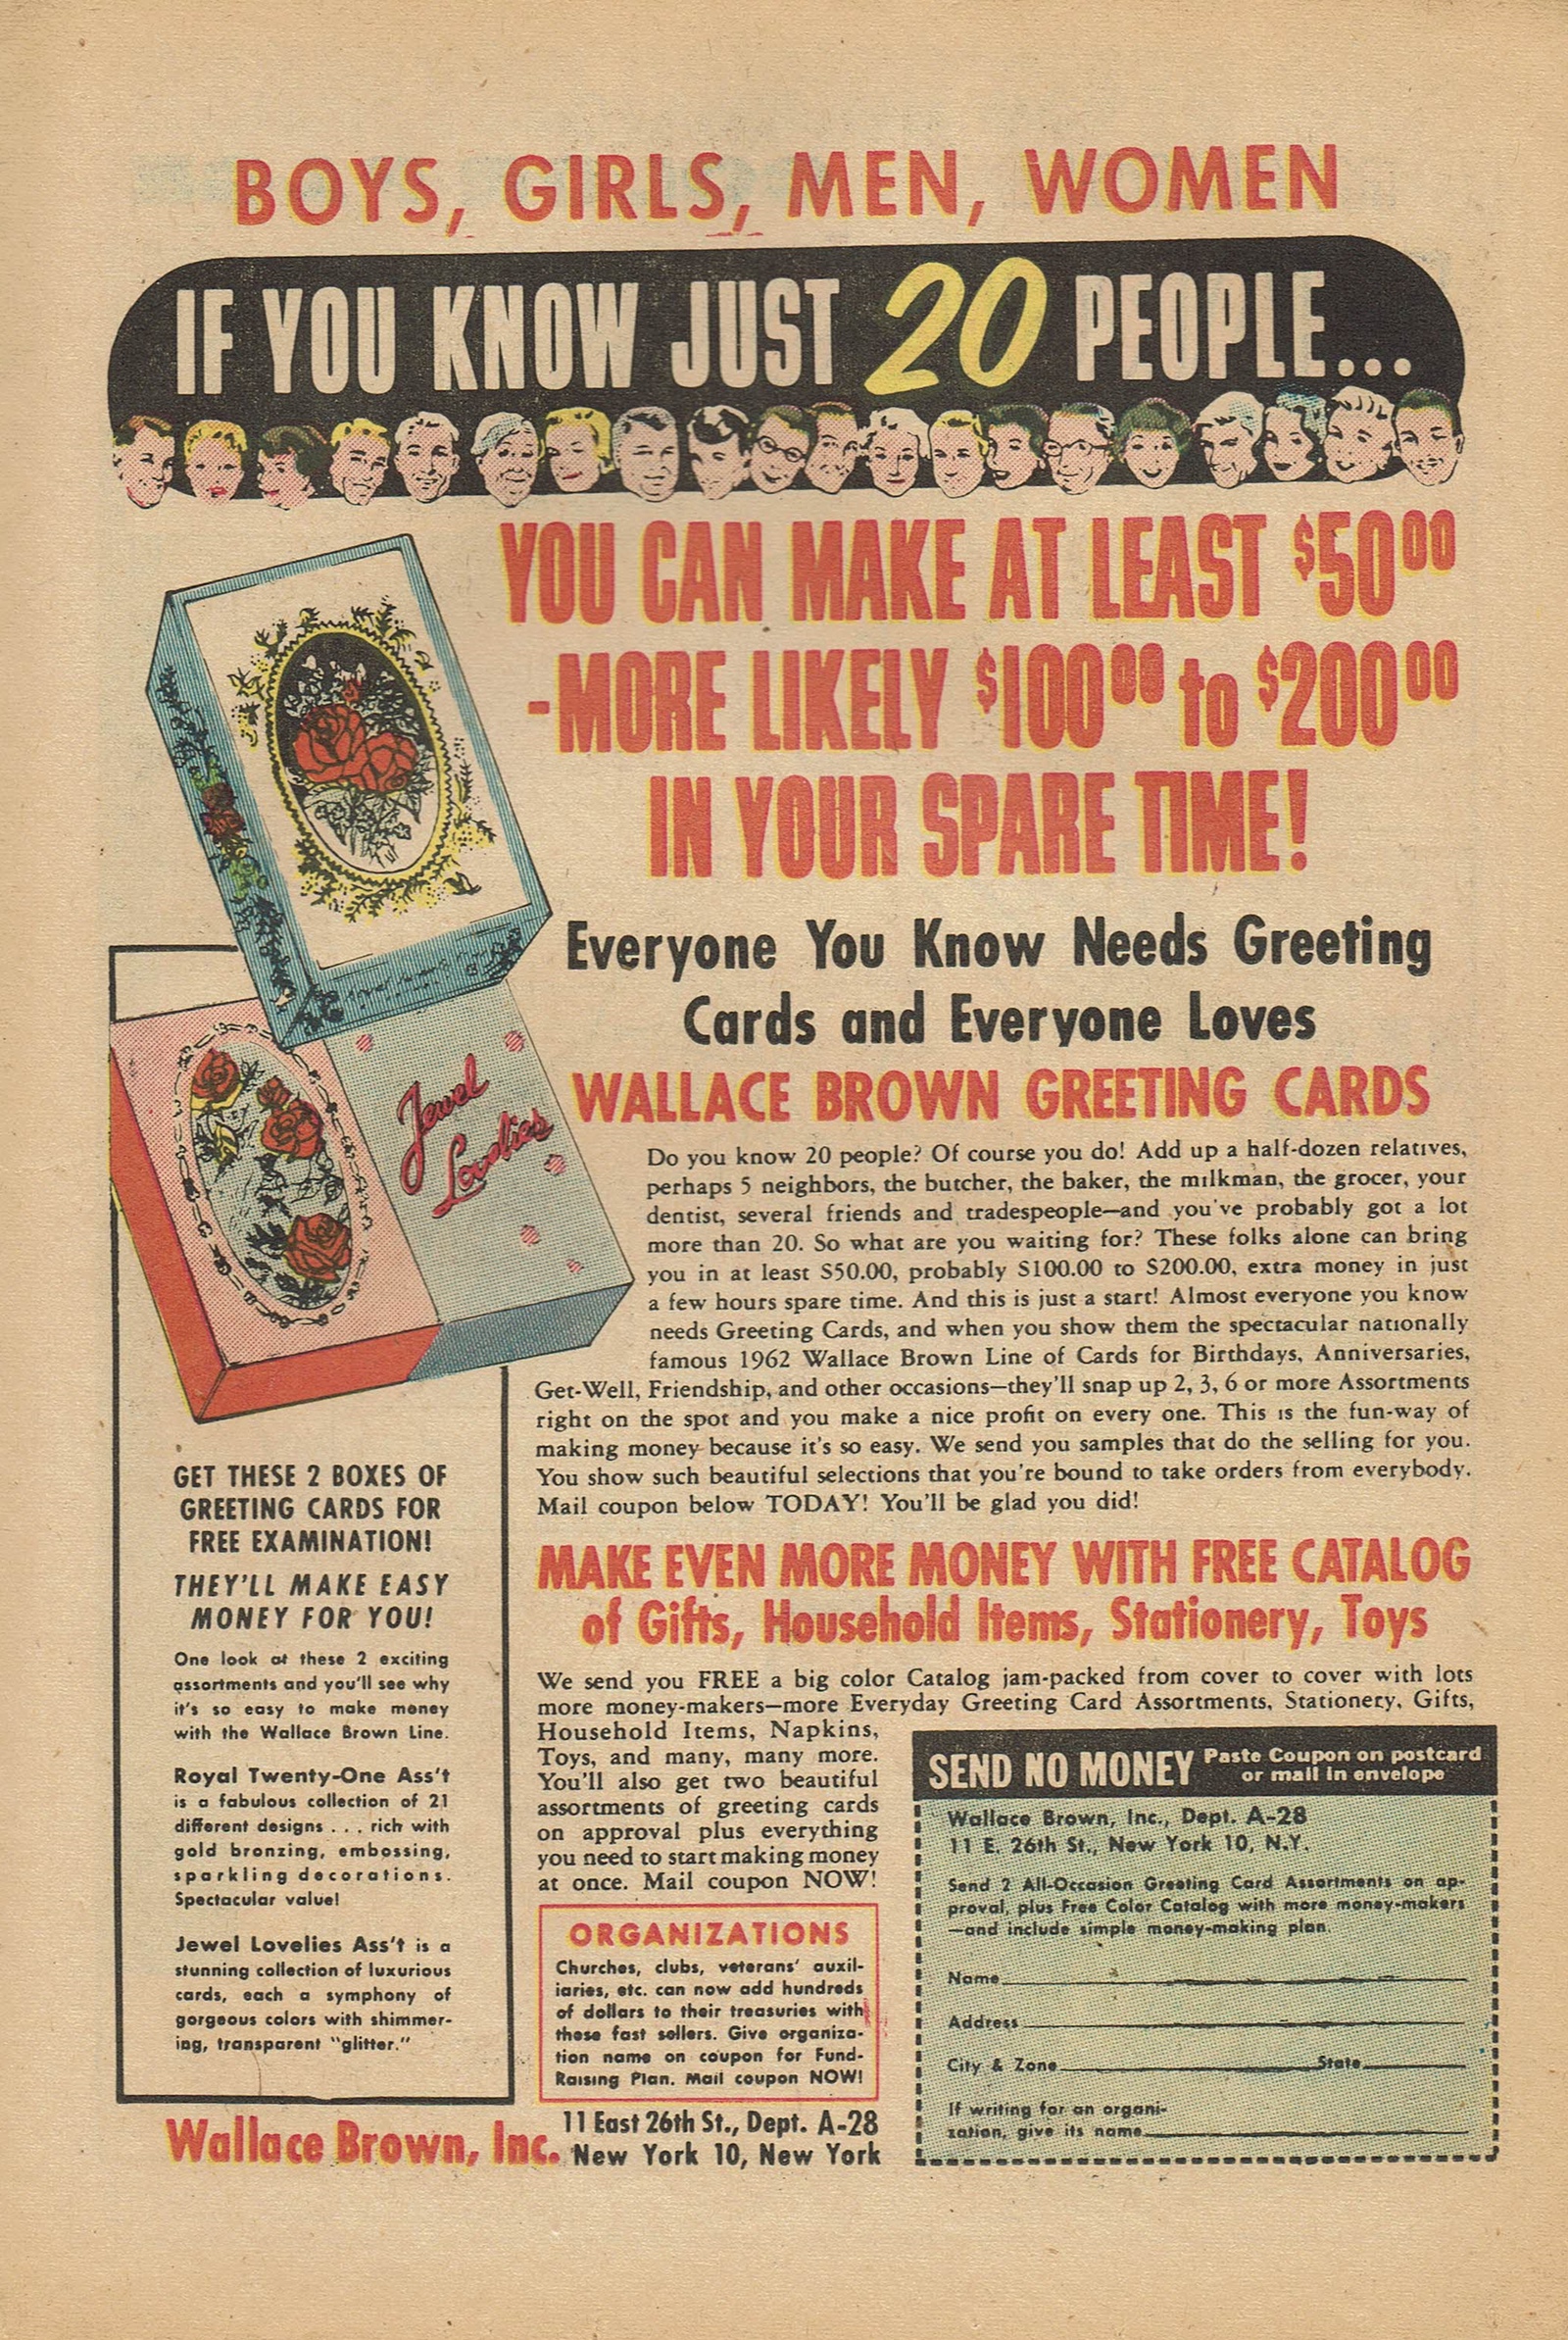 BOYS, GIRLS, MEN, WOMEN
IF YOU KNOW JUST 20 PEOPLE...
YOU CAN MAKE AT LEAST $50.00
-MORE LIKELY $100.00 to $200.00
IN YOUR SPARE TIME!
Everyone You Know Needs Greeting
Cards and Everyone Loves
WALLACE BROWN GREETING CARDS
Jewel
Lovelies
Do you know 20 people? Of course you do! Add up a half-dozen relatives,
perhaps 5 neighbors, the butcher, the baker, the milkman, the grocer, your
dentist, several friends and tradespeople—and you've probably got a lot
more than 20. So what are you waiting for? These folks alone can bring
you in at least $50.00, probably $100.00 to $200.00, extra money in just
a few hours spare time. And this is just a start! Almost everyone you know
needs Greeting Cards, and when you show them the spectacular nationally
famous 1962 Wallace Brown Line of Cards for Birthdays, Anniversaries,
Get-Well, Friendship, and other occasions—they'll snap up 2, 3, 6 or more Assortments
right on the spot and you make a nice profit on every one. This is the fun-way of
making money because it's so easy. We send you samples that do the selling for you.
You show such beautiful selections that you're bound to take orders from everybody.
Mail coupon below TODAY! You'll be glad you did!
GET THESE 2 BOXES OF
GREETING CARDS FOR
FREE EXAMINATION!
THEY'LL MAKE EASY
MONEY FOR YOU!
One look at these 2 exciting
assortments and you'll see why
it's so easy to make money
with the Wallace Brown Line.
Royal Twenty-One Ass't
is a fabulous collection of 21
different designs . . . rich with
gold bronzing, embossing,
sparkling decorations.
Spectacular value!
Jewel Lovelies Ass't is a
stunning collection of luxurious
cards, each a symphony of
gorgeous colors with shimmer-
ing, transparent "glitter."
MAKE EVEN MORE MONEY WITH FREE CATALOG
of Gifts, Household Items, Stationery, Toys
We send you FREE a big color Catalog jam-packed from cover to cover with lots
more money-makers—more Everyday Greeting Card Assortments, Stationery, Gifts,
Household Items, Napkins,
Toys, and many, many more.
You'll also get two beautiful
assortments of greeting cards
on approval plus everything
you need to start making money
at once. Mail coupon NOW!
ORGANIZATIONS
Churches, clubs, veterans' auxil-
iaries, etc. can now add hundreds
of dollars to their treasuries with
these fast sellers. Give organiza-
tion name on coupon for Fund-
Raising Plan. Mail coupon NOW!
Wallace Brown, Inc.
11 East 26th St., Dept. A-28
New York 10, New York
SEND NO MONEY Paste Coupon on postcard
or mail in envelope
Wallace Brown, Inc., Dept. A-28
11 E. 26th St., New York 10, N.Y.
Send 2 All-Occasion Greeting Card Assortments on ap-
proval, plus Free Color Catalog with more money-makers
—and include simple money-making plan.
Name
Address
City & Zone State
If writing for an organi-
zation, give its name